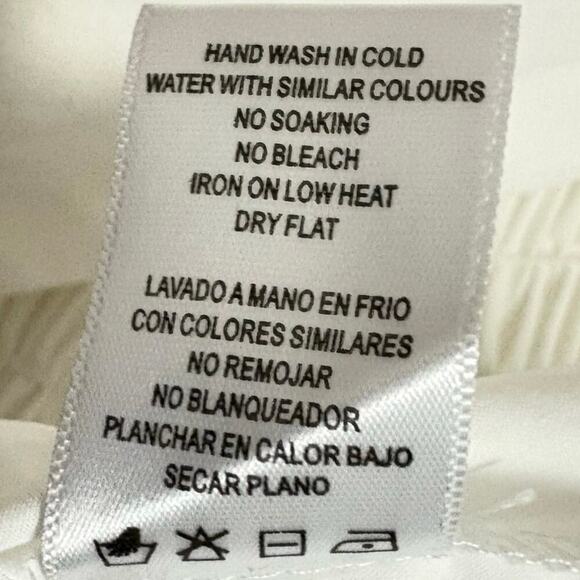 HAND WASH IN COLD
WATER WITH SIMILAR COLOURS
NO SOAKING
NO BLEACH
IRON ON LOW HEAT
DRY FLAT
LAVADO A MANO EN FRIO
CON COLORES SIMILARES
NO REMOJAR
NO BLANQUEADOR
PLANCHAR EN CALOR BAJO
SECAR PLANO